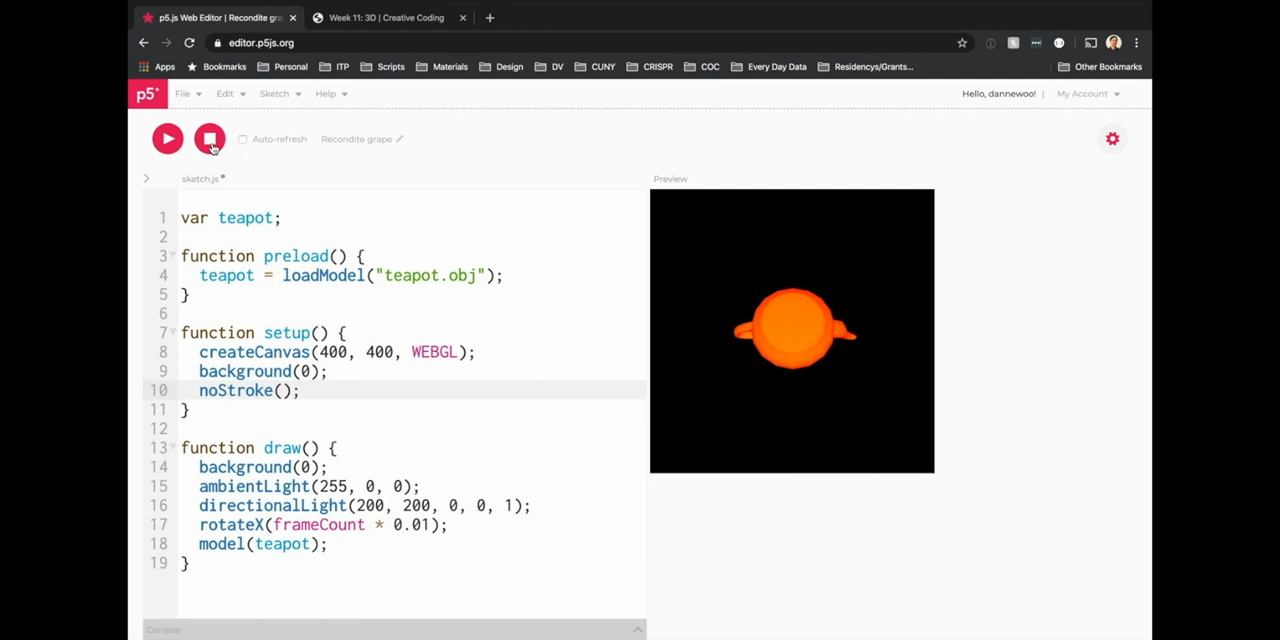 p5.js Web Editor | Recondite gra
Week 11: 3D | Creative Coding
editor.p5js.org
Apps Bookmarks Personal ITP Scripts Materials Design DV CUNY CRISPR COC Every Day Data Residencys/Grants... Other Bookmarks
p5* File Edit Sketch Help Hello, dannewoo! | My Account
Auto-refresh Recondite grape
sketch.js
Preview
1 var teapot;
2
3 function preload() {
4 teapot = loadModel("teapot.obj");
5 }
6
7 function setup() {
8 createCanvas(400, 400, WEBGL);
9 background(0);
10 noStroke();
11 }
12
13 function draw() {
14 background(0);
15 ambientLight(255, 0, 0);
16 directionalLight(200, 200, 0, 0, 1);
17 rotateX(frameCount * 0.01);
18 model(teapot);
19 }
Console